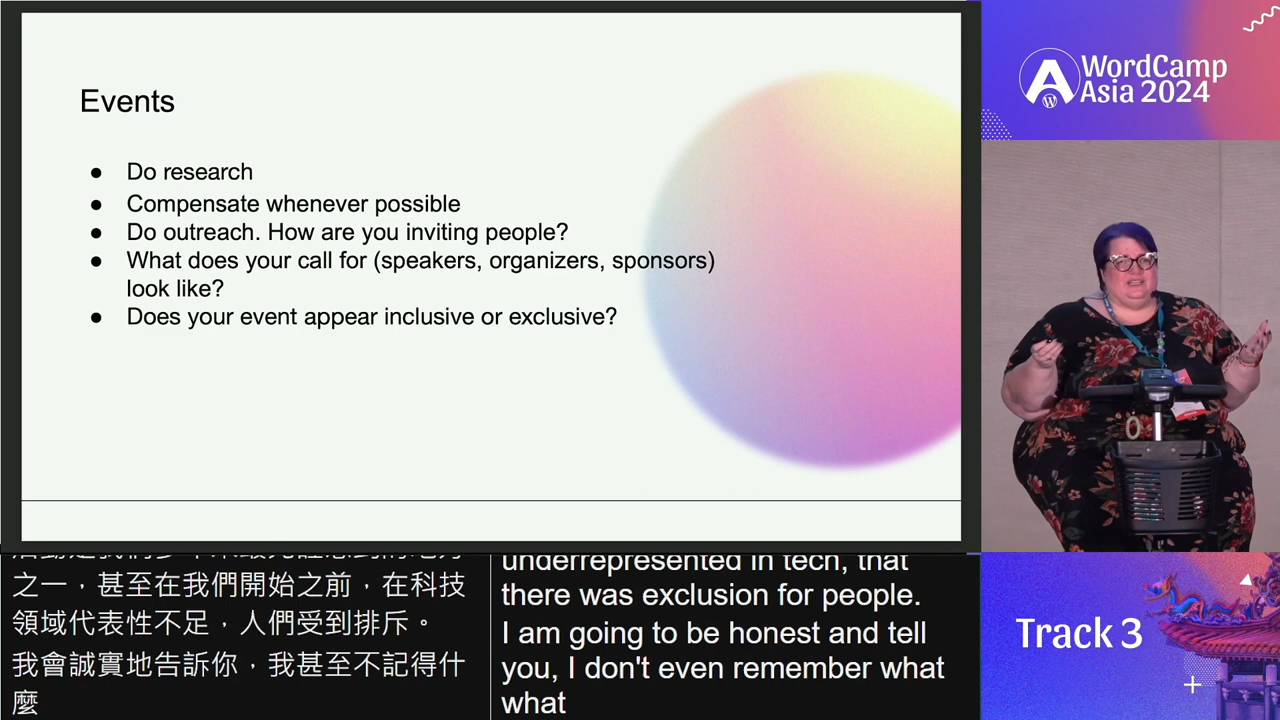 Events
● Do research
● Compensate whenever possible
● Do outreach. How are you inviting people?
● What does your call for (speakers, organizers, sponsors)
look like?
● Does your event appear inclusive or exclusive?
WordCamp
Asia 2024
之一，甚至在我們開始之前，在科技
領域代表性不足，人們受到排斥。
我會誠實地告訴你，我甚至不記得什
麼
underrepresented in tech, that
there was exclusion for people.
I am going to be honest and tell
you, I don't even remember what
what
Track 3